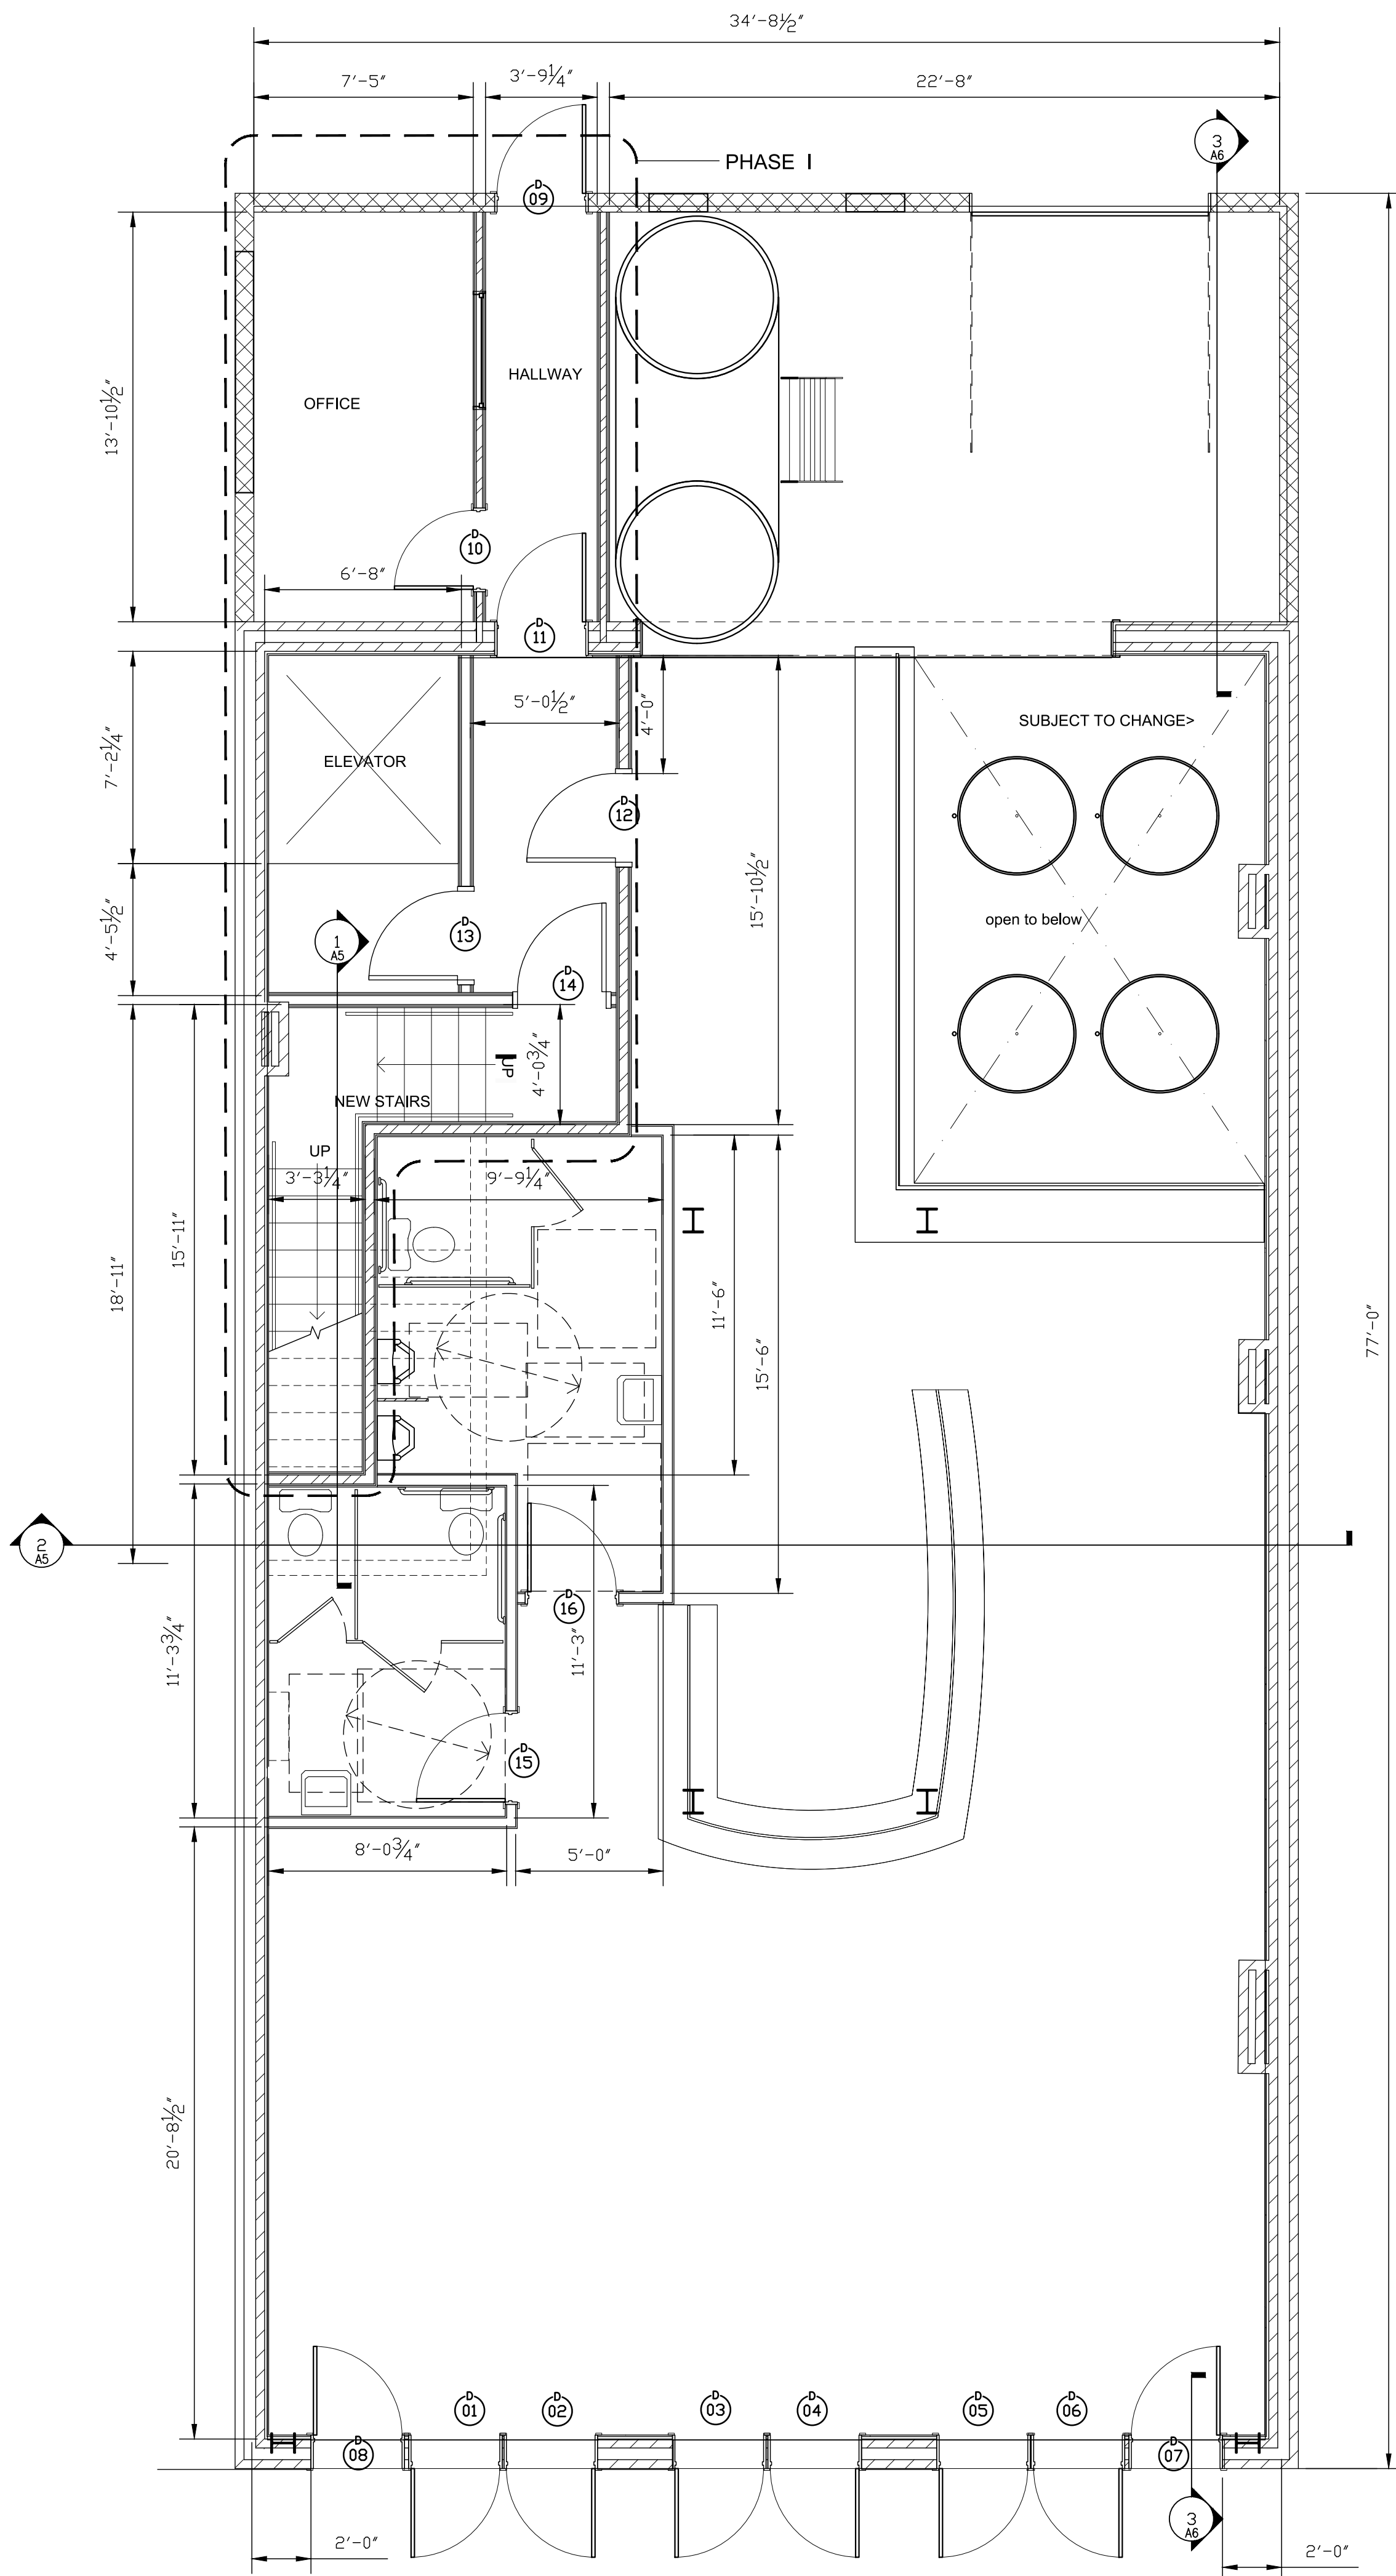 34'-8½"
7'-5"
3'-9¼"
22'-8"
3
A6
PHASE I
D
09
HALLWAY
OFFICE
13'-10½"
D
10
6'-8"
D
11
5'-0½"
4'-0"
SUBJECT TO CHANGE>
ELEVATOR
7'-2¼"
D
12
15'-10½"
open to below
4'-5½"
1
A5
D
13
D
14
4'-0¾"
UP
NEW STAIRS
UP
3'-3¼"
9'-9¼"
15'-11"
18'-11"
11'-6"
15'-6"
77'-0"
2
A5
D
16
11'-3¾"
11'-3"
D
15
8'-0¾"
5'-0"
20'-8½"
D
01
D
02
D
03
D
04
D
05
D
06
D
08
D
07
3
A6
2'-0"
2'-0"